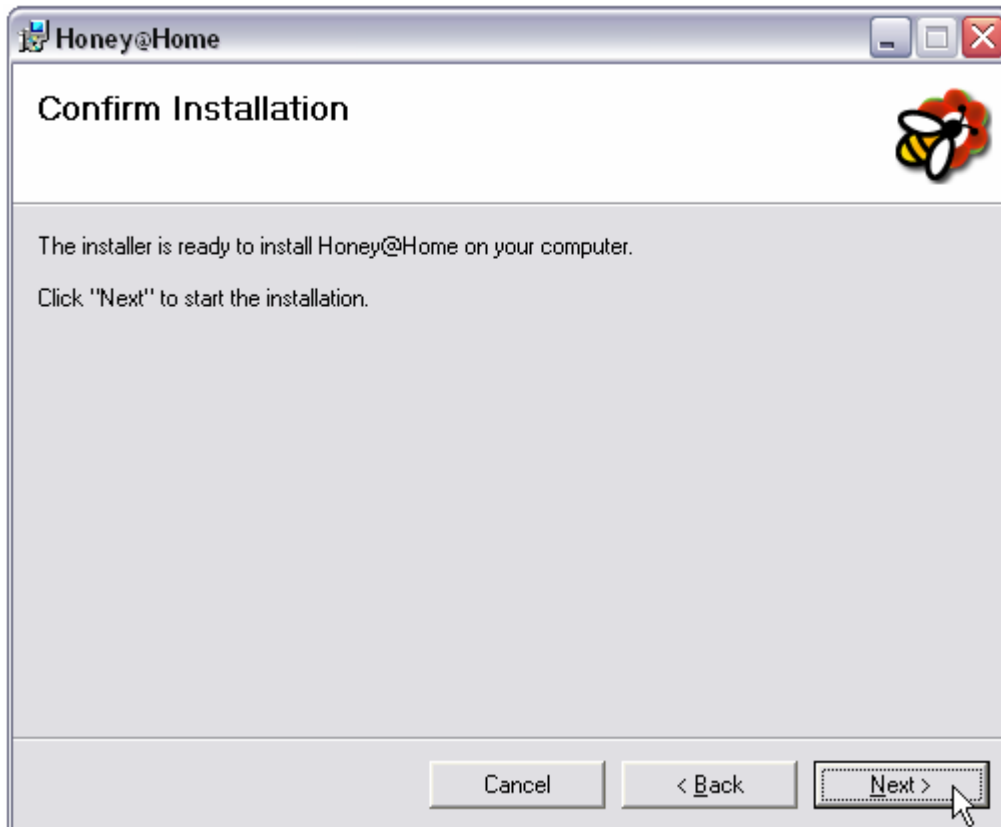 Honey@Home
Confirm Installation
The installer is ready to install Honey@Home on your computer.
Click "Next" to start the installation.
Cancel
< Back
Next >